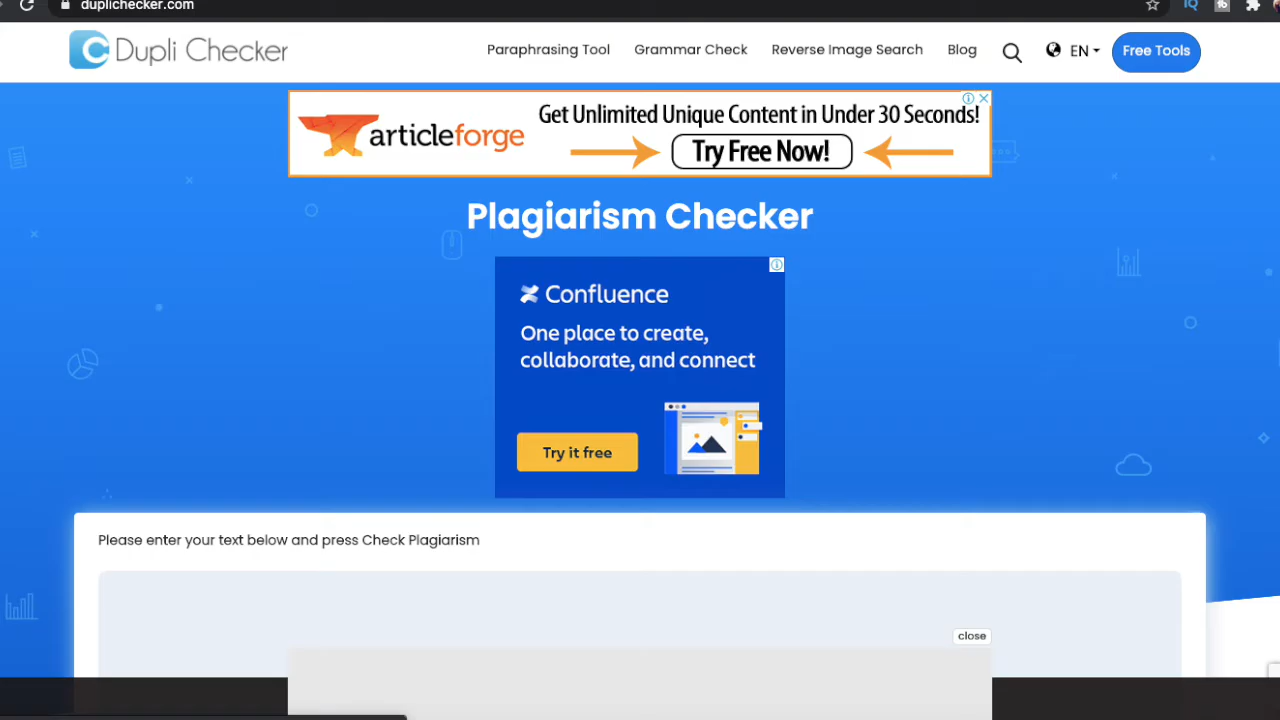 duplichecker.com
Dupli Checker
Paraphrasing Tool
Grammar Check
Reverse Image Search
Blog
EN
Free Tools
articleforge
Get Unlimited Unique Content in Under 30 Seconds!
Try Free Now!
Plagiarism Checker
Confluence
One place to create,
collaborate, and connect
Try it free
Please enter your text below and press Check Plagiarism
close